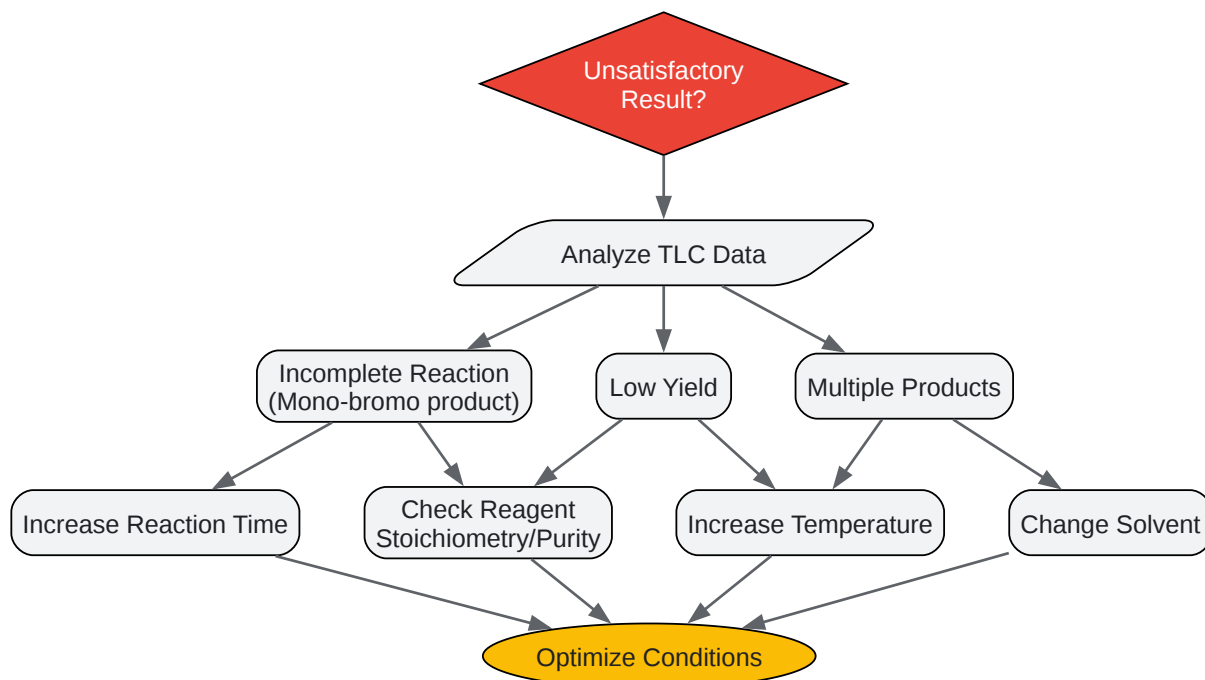 Unsatisfactory
Result?
Analyze TLC Data
Incomplete Reaction
(Mono-bromo product)
Low Yield
Multiple Products
Increase Reaction Time
Check Reagent
Stoichiometry/Purity
Increase Temperature
Change Solvent
Optimize Conditions